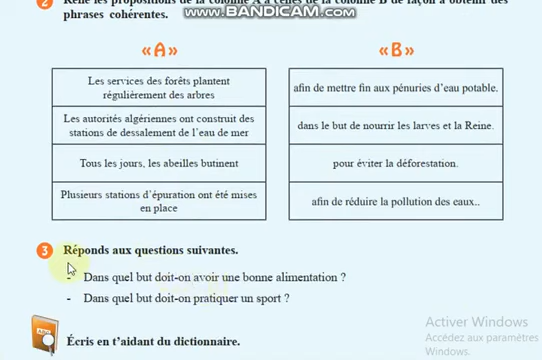 2 Relie les propositions de la colonne A à celles de la colonne B de façon à obtenir des
phrases cohérentes.
www.BANDICAM.com
«A»
«B»
Les services des forêts plantent
régulièrement des arbres
afin de mettre fin aux pénuries d'eau potable.
Les autorités algériennes ont construit des
stations de dessalement de l'eau de mer
dans le but de nourrir les larves et la Reine.
Tous les jours, les abeilles butinent
pour éviter la déforestation.
Plusieurs stations d'épuration ont été mises
en place
afin de réduire la pollution des eaux..
3 Réponds aux questions suivantes.
- Dans quel but doit-on avoir une bonne alimentation ?
- Dans quel but doit-on pratiquer un sport ?
Écris en t'aidant du dictionnaire.
Activer Windows
Accédez aux paramètres
Windows.